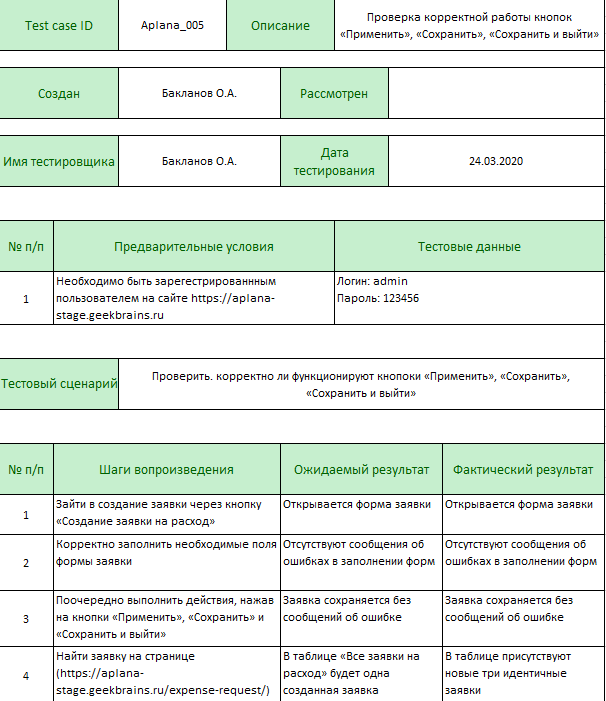 Test case ID
Aplana_005
Описание
Проверка корректной работы кнопок
«Применить», «Сохранить», «Сохранить и выйти»
Создан
Бакланов О.А.
Рассмотрен
Имя тестировщика
Бакланов О.А.
Дата
тестирования
24.03.2020
№ п/п
Предварительные условия
Тестовые данные
1
Необходимо быть зарегестрированнным
пользователем на сайте https://aplana-
stage.geekbrains.ru
Логин: admin
Пароль: 123456
Тестовый сценарий
Проверить. корректно ли функционируют кнопоки «Применить», «Сохранить»,
«Сохранить и выйти»
№ п/п
Шаги вопроизведения
Ожидаемый результат
Фактический результат
1
Зайти в создание заявки через кнопку
«Создание заявки на расход»
Открывается форма заявки
Открывается форма заявки
2
Корректно заполнить необходимые поля
формы заявки
Отсутствуют сообщения об
ошибках в заполнении форм
Отсутствуют сообщения об
ошибках в заполнении форм
3
Поочередно выполнить действия, нажав
на кнопки «Применить», «Сохранить» и
«Сохранить и выйти»
Заявка сохраняется без
сообщений об ошибке
Заявка сохраняется без
сообщений об ошибке
4
Найти заявку на странице
(https://aplana-
stage.geekbrains.ru/expense-request/)
В таблице «Все заявки на
расход» будет одна
созданная заявка
В таблице присутствуют
новые три идентичные
заявки